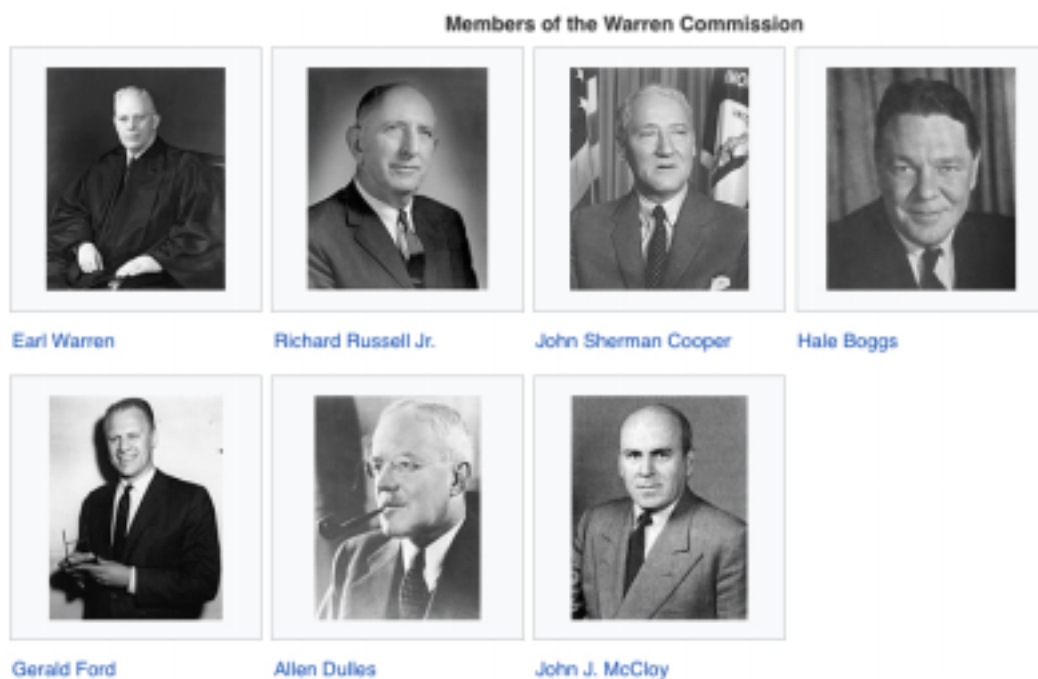 Members of the Warren Commission
Earl Warren
Richard Russell Jr.
John Sherman Cooper
Hale Boggs
Gerald Ford
Allen Dulles
John J. McCloy